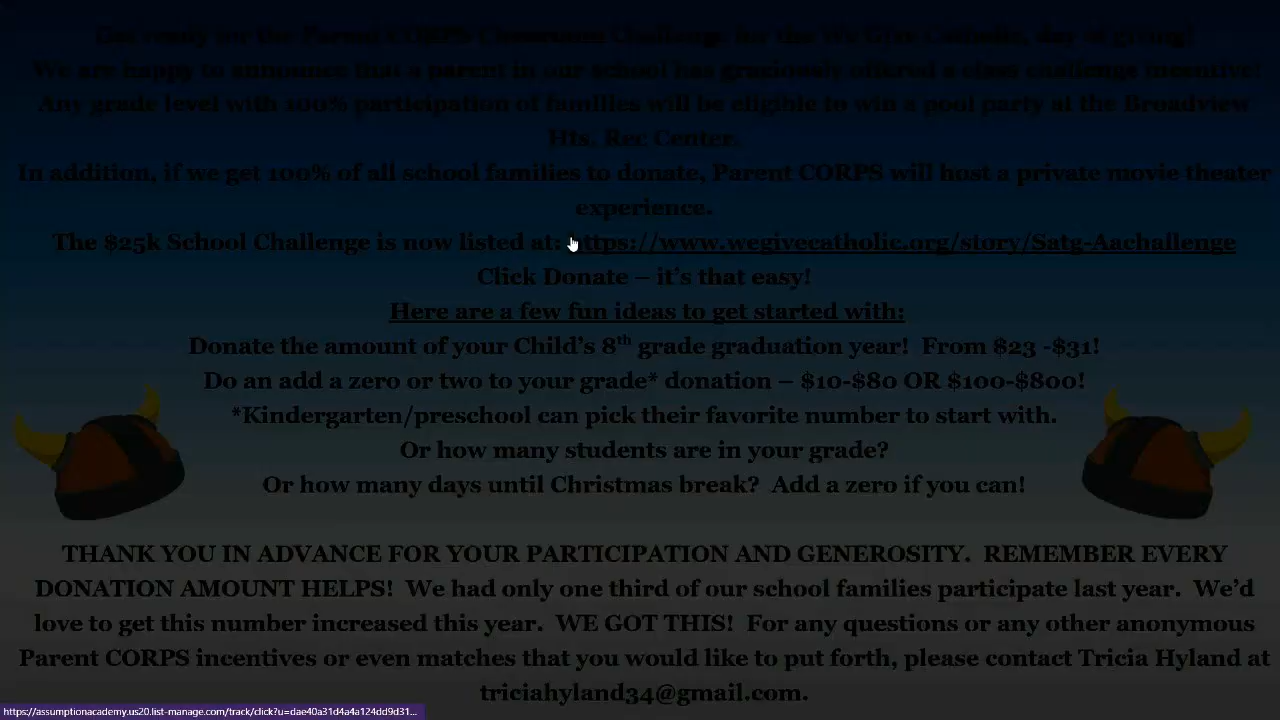 Get ready for the Parent CORPS Classroom Challenge for the We Give Catholic, day of giving!
We are happy to announce that a parent in our school has graciously offered a class challenge incentive!
Any grade level with 100% participation of families will be eligible to win a pool party at the Broadview
Hts. Rec Center.
In addition, if we get 100% of all school families to donate, Parent CORPS will host a private movie theater
experience.
The $25k School Challenge is now listed at: https://www.wegivecatholic.org/story/Satg-Aachallenge
Click Donate – it's that easy!
Here are a few fun ideas to get started with:
Donate the amount of your Child's 8th grade graduation year! From $23 -$31!
Do an add a zero or two to your grade* donation – $10-$80 OR $100-$800!
*Kindergarten/preschool can pick their favorite number to start with.
Or how many students are in your grade?
Or how many days until Christmas break? Add a zero if you can!
THANK YOU IN ADVANCE FOR YOUR PARTICIPATION AND GENEROSITY. REMEMBER EVERY
DONATION AMOUNT HELPS! We had only one third of our school families participate last year. We'd
love to get this number increased this year. WE GOT THIS! For any questions or any other anonymous
Parent CORPS incentives or even matches that you would like to put forth, please contact Tricia Hyland at
triciahyland34@gmail.com.
https://assumptionacademy.us20.list-manage.com/track/click?u=dae40a31d4a4a124dd9d31...